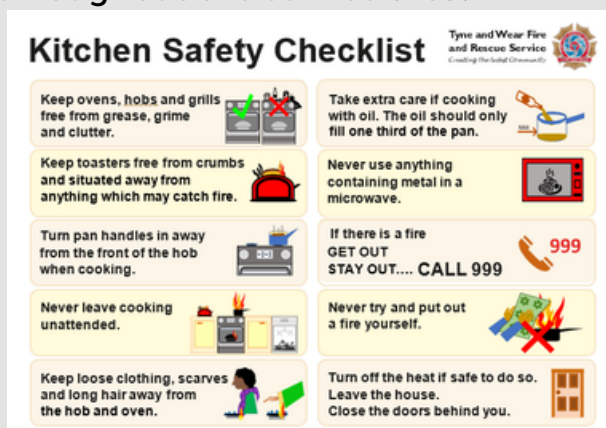 Kitchen Safety Checklist
Tyne and Wear Fire
and Rescue Service
Creating the Safest Community
Keep ovens, hobs and grills
free from grease, grime
and clutter.
Take extra care if cooking
with oil. The oil should only
fill one third of the pan.
Keep toasters free from crumbs
and situated away from
anything which may catch fire.
Never use anything
containing metal in a
microwave.
Turn pan handles in away
from the front of the hob
when cooking.
If there is a fire
GET OUT
STAY OUT.... CALL 999
999
Never leave cooking
unattended.
Never try and put out
a fire yourself.
Keep loose clothing, scarves
and long hair away from
the hob and oven.
Turn off the heat if safe to do so.
Leave the house.
Close the doors behind you.